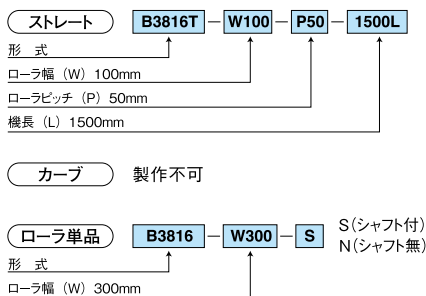 ストレート B3816T － W100 － P50 － 1500L
形　式
ローラ幅（W）100mm
ローラピッチ（P）50mm
機長（L）1500mm
カーブ 製作不可
ローラ単品 B3816 － W300 － S S（シャフト付）
N（シャフト無）
形　式
ローラ幅（W）300mm